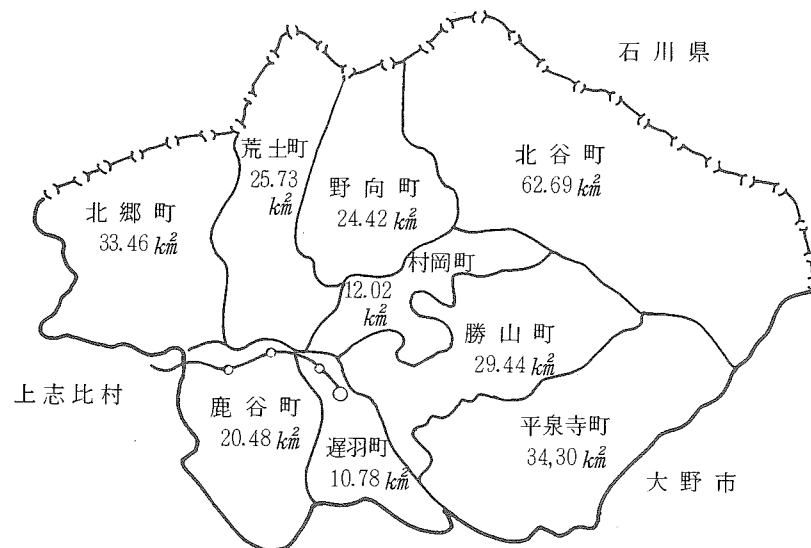 石川県
荒土町
25.73
km²
北谷町
62.69 km²
野向町
24.42 km²
北郷町
33.46 km²
村岡町
12.02
km²
勝山町
29.44 km²
上志比村
鹿谷町
20.48 km²
遅羽町
10.78 km²
平泉寺町
34,30 km²
大野市